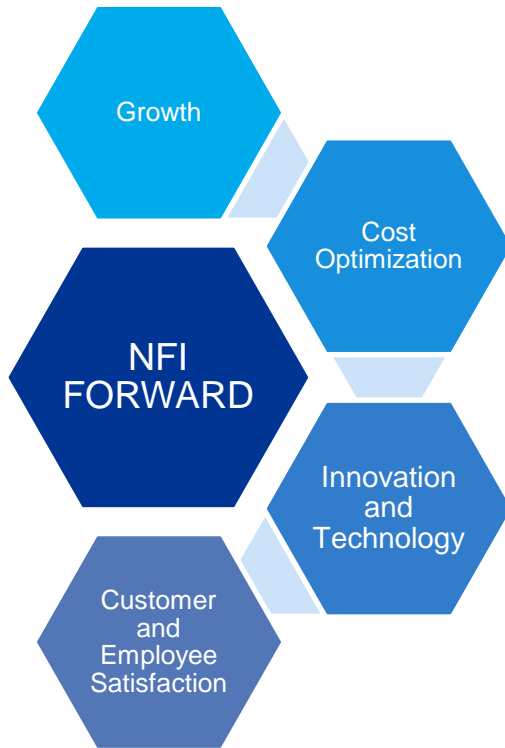 Growth
Cost
Optimization
NFI
FORWARD
Innovation
and
Technology
Customer
and
Employee
Satisfaction